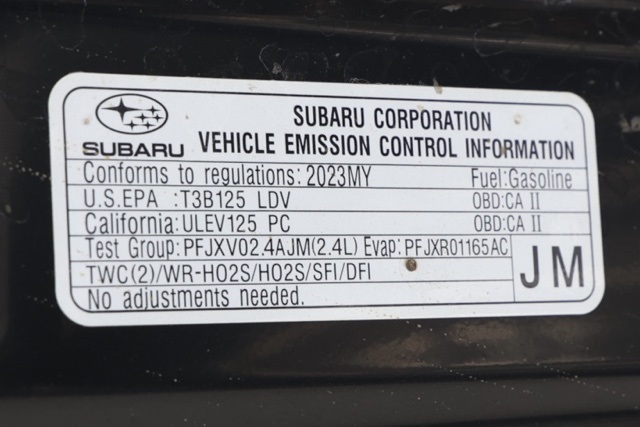 SUBARU
SUBARU CORPORATION
VEHICLE EMISSION CONTROL INFORMATION
Conforms to regulations: 2023MY Fuel:Gasoline
U.S.EPA :T3B125 LDV OBD:CA II
California:ULEV125 PC OBD:CA II
Test Group:PFJXV02.4AJM(2.4L) Evap:PFJXR01165AC
TWC(2)/WR-HO2S/HO2S/SFI/DFI
No adjustments needed.
JM